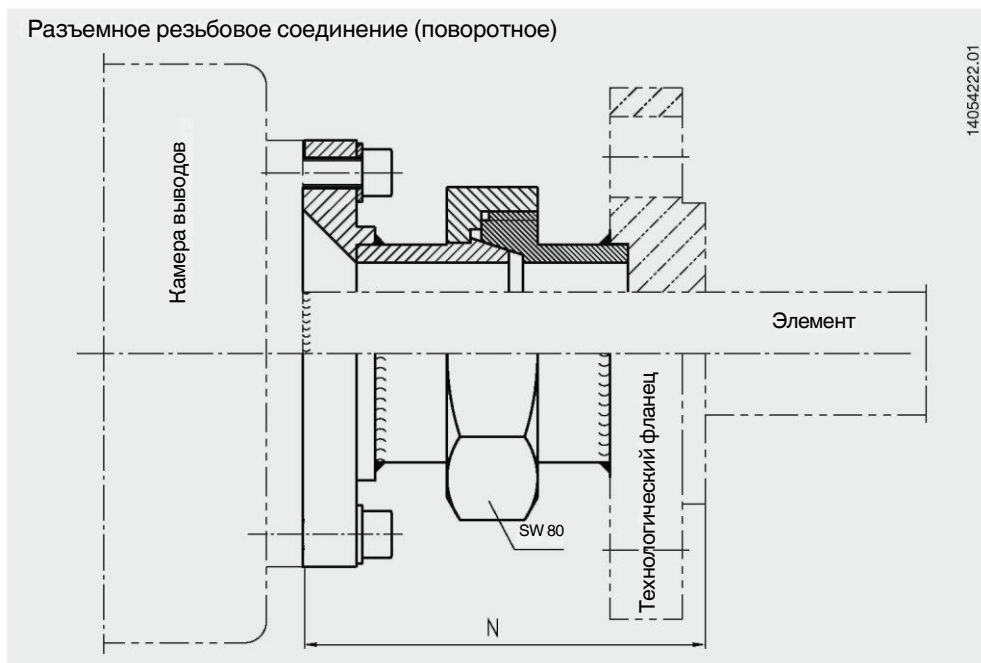 Разъемное резьбовое соединение (поворотное)
14054222.01
Камера выводов
Элемент
Технологический фланец
SW 80
N